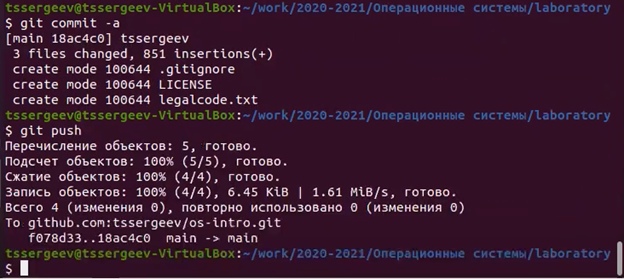 tssergeev@tssergeev-VirtualBox:~/work/2020-2021/Операционные системы/laboratory
$ git commit -a
[main 18ac4c0] tssergeev
 3 files changed, 851 insertions(+)
 create mode 100644 .gitignore
 create mode 100644 LICENSE
 create mode 100644 legalcode.txt
tssergeev@tssergeev-VirtualBox:~/work/2020-2021/Операционные системы/laboratory
$ git push
Перечисление объектов: 5, готово.
Подсчет объектов: 100% (5/5), готово.
Сжатие объектов: 100% (4/4), готово.
Запись объектов: 100% (4/4), 6.45 KiB | 1.61 MiB/s, готово.
Всего 4 (изменения 0), повторно использовано 0 (изменения 0)
To github.com:tssergeev/os-intro.git
   f078d33..18ac4c0  main -> main
tssergeev@tssergeev-VirtualBox:~/work/2020-2021/Операционные системы/laboratory
$